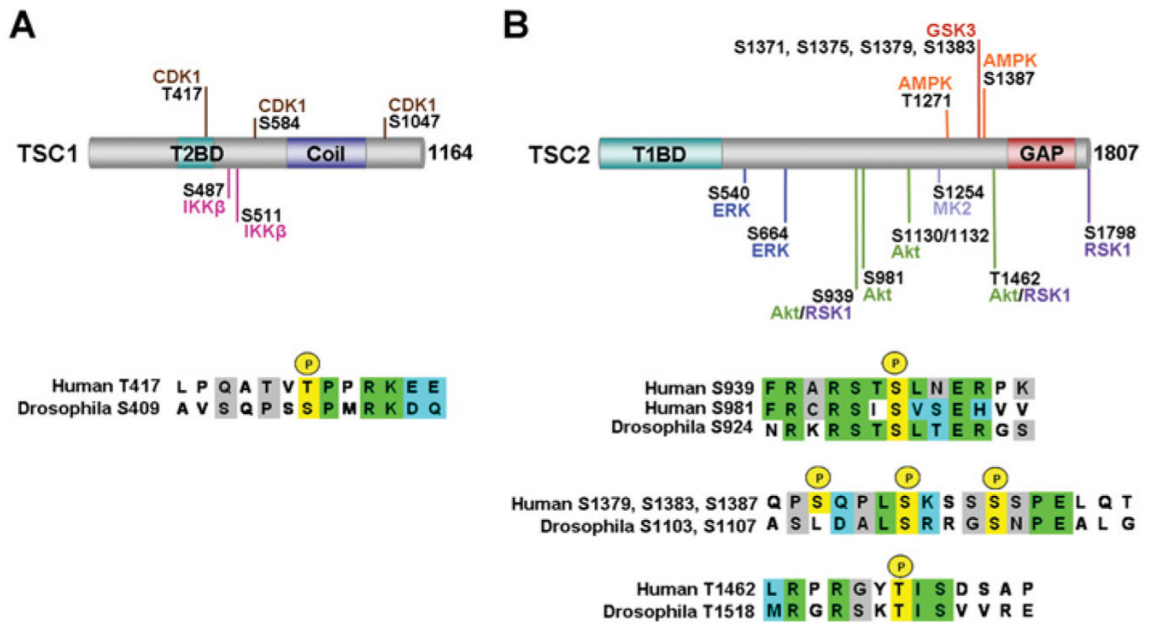 A
CDK1
T417
CDK1
S584
CDK1
S1047
TSC1
T2BD
Coil
1164
S487
IKKβ
S511
IKKβ
P
Human T417 L P Q A T V T P P R K E E
Drosophila S409 A V S Q P S S P M R K D Q
B
GSK3
S1371, S1375, S1379, S1383
AMPK
S1387
AMPK
T1271
TSC2
T1BD
GAP
1807
S540
ERK
S664
ERK
S939
Akt/RSK1
S981
Akt
S1130/1132
Akt
S1254
MK2
T1462
Akt/RSK1
S1798
RSK1
P
Human S939 F R A R S T S L N E R P K
Human S981 F R C R S I S V S E H V V
Drosophila S924 N R K R S T S L T E R G S
P P P
Human S1379, S1383, S1387 Q P S Q P L S K S S S S P E L Q T
Drosophila S1103, S1107 A S L D A L S R R G S N P E A L G
P
Human T1462 L R P R G Y T I S D S A P
Drosophila T1518 M R G R S K T I S V V R E